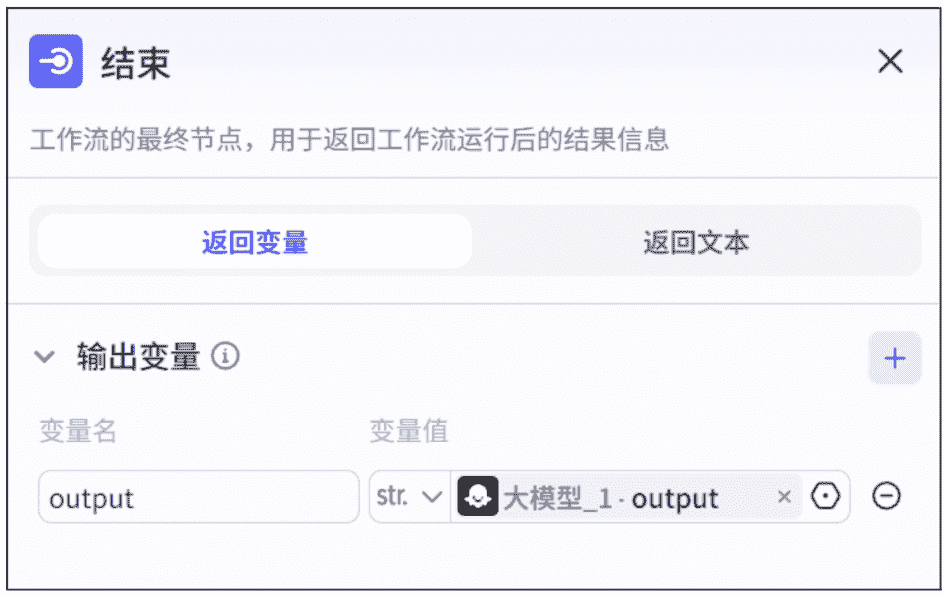 结束
工作流的最终节点，用于返回工作流运行后的结果信息
返回变量 返回文本
输出变量
变量名 变量值
output str. 大模型_1 · output